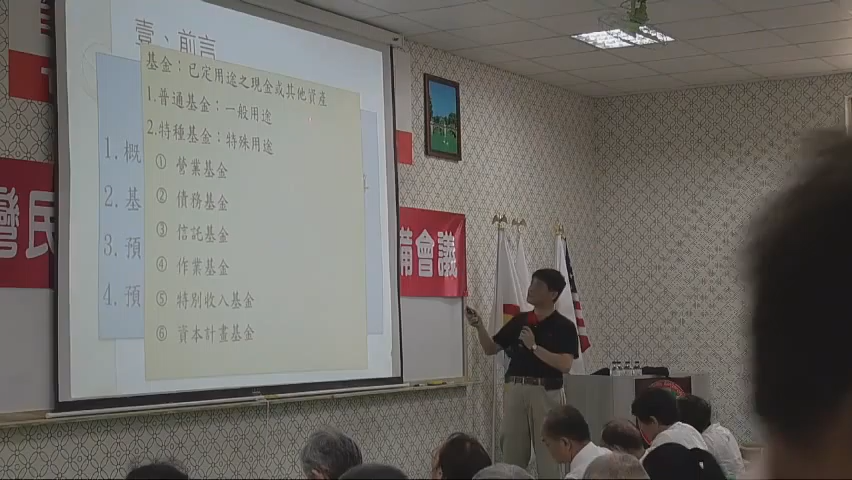 壹、前言
基金：已定用途之現金或其他資產
1.普通基金：一般用途
2.特種基金：特殊用途
① 營業基金
② 債務基金
③ 信託基金
④ 作業基金
⑤ 特別收入基金
⑥ 資本計畫基金
1.概
2.基
3.預
4.預
灣民
備會議